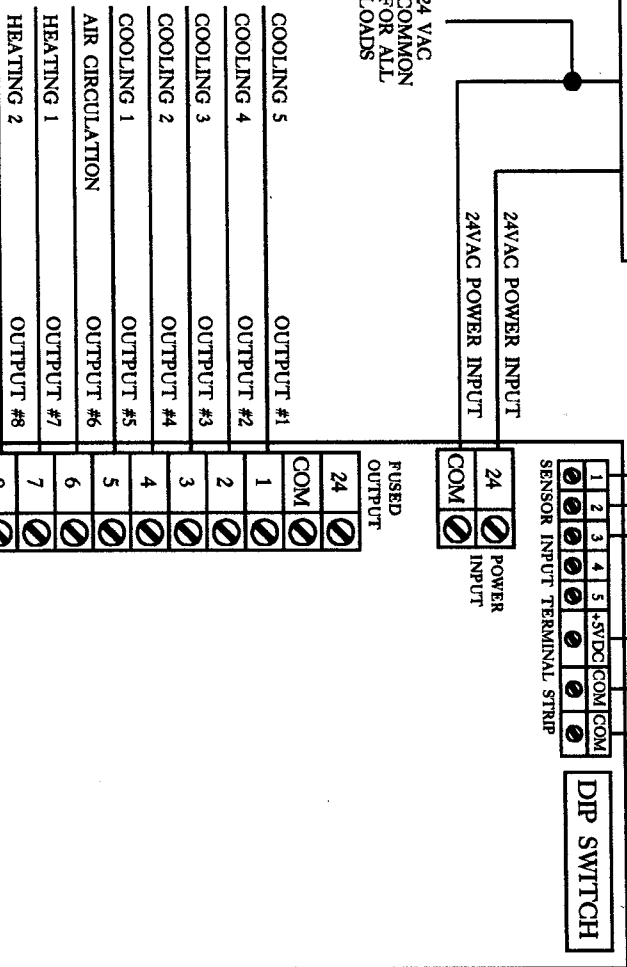 1 2 3 4 5 +5VDC COM COM
SENSOR INPUT TERMINAL STRIP
DIP SWITCH
24VAC POWER INPUT
24VAC POWER INPUT
24
COM
POWER
INPUT
24 VAC
COMMON
FOR ALL
LOADS
FUSED
OUTPUT
24
COM
COOLING 5 OUTPUT #1 1
COOLING 4 OUTPUT #2 2
COOLING 3 OUTPUT #3 3
COOLING 2 OUTPUT #4 4
COOLING 1 OUTPUT #5 5
AIR CIRCULATION OUTPUT #6 6
HEATING 1 OUTPUT #7 7
HEATING 2 OUTPUT #8